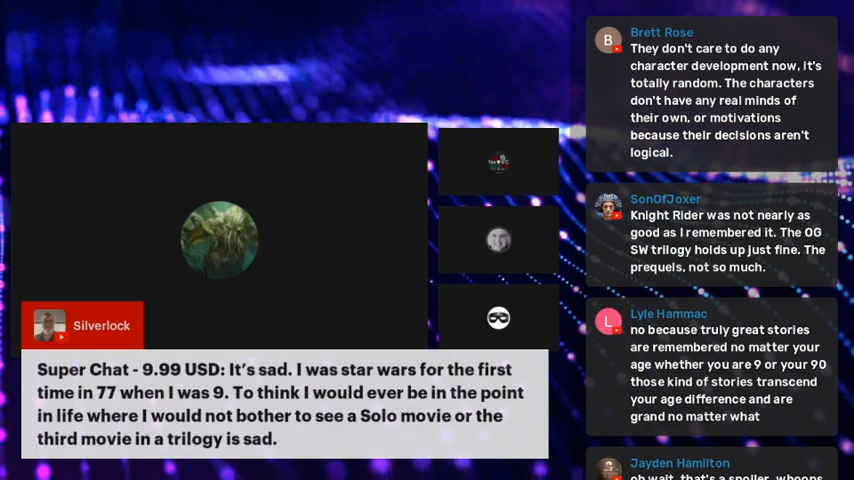 Brett Rose
They don't care to do any
character development now, it's
totally random. The characters
don't have any real minds of
their own, or motivations
because their decisions aren't
logical.
SonOfJoxer
Knight Rider was not nearly as
good as I remembered it. The OG
SW trilogy holds up just fine. The
prequels, not so much.
Silverlock
Super Chat - 9.99 USD: It's sad. I was star wars for the first
time in 77 when I was 9. To think I would ever be in the point
in life where I would not bother to see a Solo movie or the
third movie in a trilogy is sad.
L
Lyle Hammac
no because truly great stories
are remembered no matter your
age whether you are 9 or your 90
those kind of stories transcend
your age difference and are
grand no matter what
Jayden Hamilton
oh wait, that's a spoiler, whoops